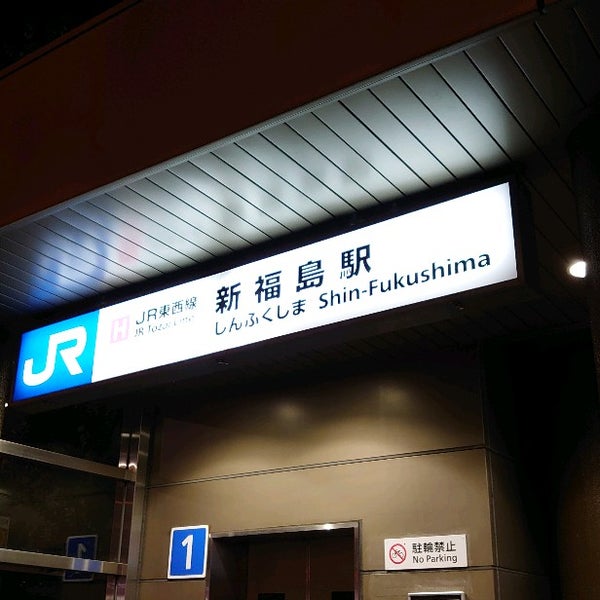 JR
H
JR東西線
JR Tozai Line
新福島駅
しんふくしま Shin-Fukushima
1
駐輪禁止
No Parking